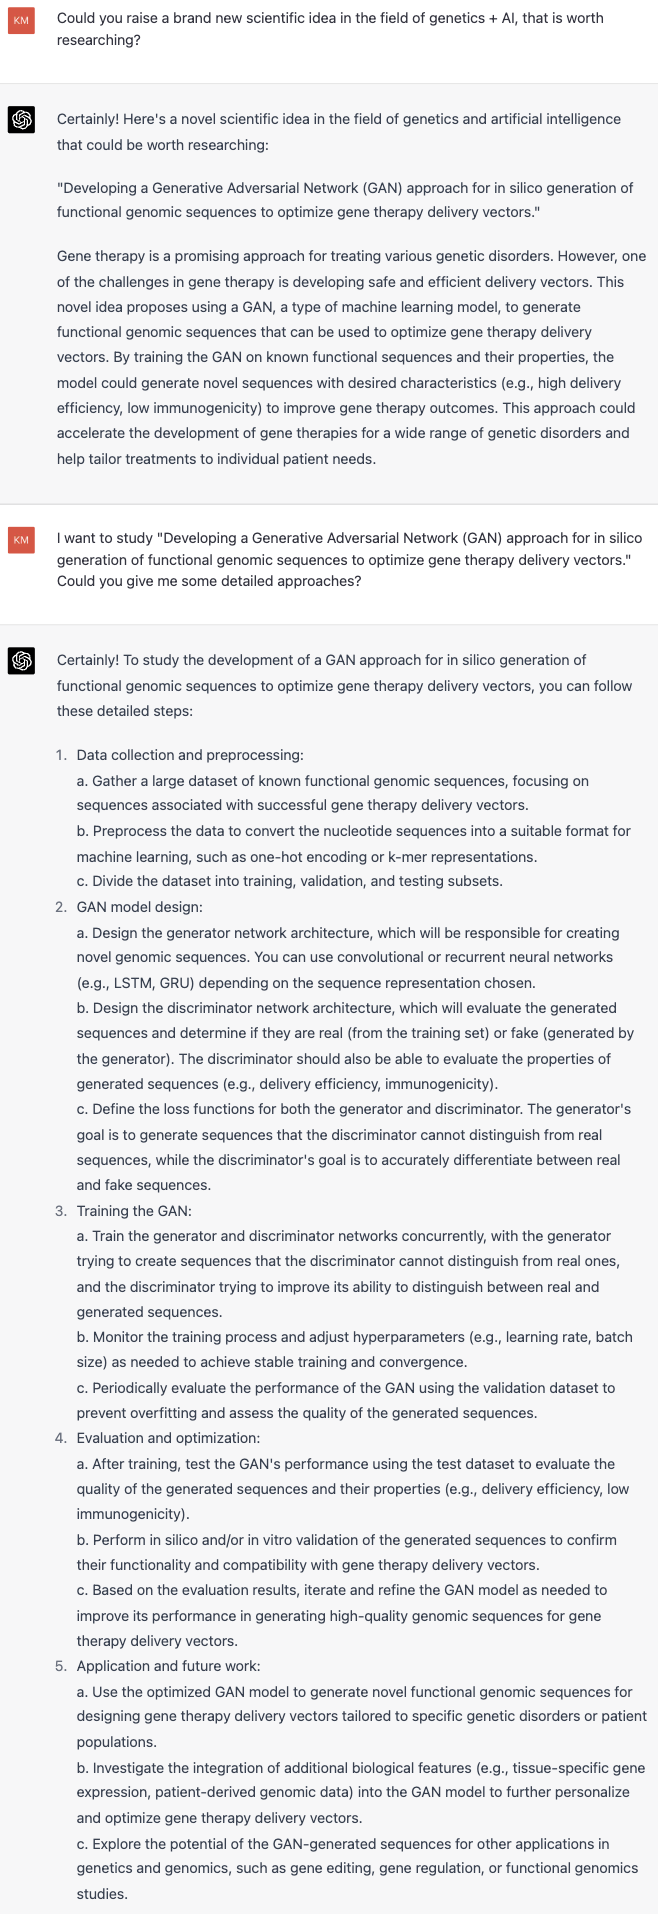 KM
Could you raise a brand new scientific idea in the field of genetics + AI, that is worth
researching?
Certainly! Here's a novel scientific idea in the field of genetics and artificial intelligence
that could be worth researching:
"Developing a Generative Adversarial Network (GAN) approach for in silico generation of
functional genomic sequences to optimize gene therapy delivery vectors."
Gene therapy is a promising approach for treating various genetic disorders. However, one
of the challenges in gene therapy is developing safe and efficient delivery vectors. This
novel idea proposes using a GAN, a type of machine learning model, to generate
functional genomic sequences that can be used to optimize gene therapy delivery
vectors. By training the GAN on known functional sequences and their properties, the
model could generate novel sequences with desired characteristics (e.g., high delivery
efficiency, low immunogenicity) to improve gene therapy outcomes. This approach could
accelerate the development of gene therapies for a wide range of genetic disorders and
help tailor treatments to individual patient needs.
KM
I want to study "Developing a Generative Adversarial Network (GAN) approach for in silico
generation of functional genomic sequences to optimize gene therapy delivery vectors."
Could you give me some detailed approaches?
Certainly! To study the development of a GAN approach for in silico generation of
functional genomic sequences to optimize gene therapy delivery vectors, you can follow
these detailed steps:
1. Data collection and preprocessing:
a. Gather a large dataset of known functional genomic sequences, focusing on
sequences associated with successful gene therapy delivery vectors.
b. Preprocess the data to convert the nucleotide sequences into a suitable format for
machine learning, such as one-hot encoding or k-mer representations.
c. Divide the dataset into training, validation, and testing subsets.
2. GAN model design:
a. Design the generator network architecture, which will be responsible for creating
novel genomic sequences. You can use convolutional or recurrent neural networks
(e.g., LSTM, GRU) depending on the sequence representation chosen.
b. Design the discriminator network architecture, which will evaluate the generated
sequences and determine if they are real (from the training set) or fake (generated by
the generator). The discriminator should also be able to evaluate the properties of
generated sequences (e.g., delivery efficiency, immunogenicity).
c. Define the loss functions for both the generator and discriminator. The generator's
goal is to generate sequences that the discriminator cannot distinguish from real
sequences, while the discriminator's goal is to accurately differentiate between real
and fake sequences.
3. Training the GAN:
a. Train the generator and discriminator networks concurrently, with the generator
trying to create sequences that the discriminator cannot distinguish from real ones,
and the discriminator trying to improve its ability to distinguish between real and
generated sequences.
b. Monitor the training process and adjust hyperparameters (e.g., learning rate, batch
size) as needed to achieve stable training and convergence.
c. Periodically evaluate the performance of the GAN using the validation dataset to
prevent overfitting and assess the quality of the generated sequences.
4. Evaluation and optimization:
a. After training, test the GAN's performance using the test dataset to evaluate the
quality of the generated sequences and their properties (e.g., delivery efficiency, low
immunogenicity).
b. Perform in silico and/or in vitro validation of the generated sequences to confirm
their functionality and compatibility with gene therapy delivery vectors.
c. Based on the evaluation results, iterate and refine the GAN model as needed to
improve its performance in generating high-quality genomic sequences for gene
therapy delivery vectors.
5. Application and future work:
a. Use the optimized GAN model to generate novel functional genomic sequences for
designing gene therapy delivery vectors tailored to specific genetic disorders or patient
populations.
b. Investigate the integration of additional biological features (e.g., tissue-specific gene
expression, patient-derived genomic data) into the GAN model to further personalize
and optimize gene therapy delivery vectors.
c. Explore the potential of the GAN-generated sequences for other applications in
genetics and genomics, such as gene editing, gene regulation, or functional genomics
studies.